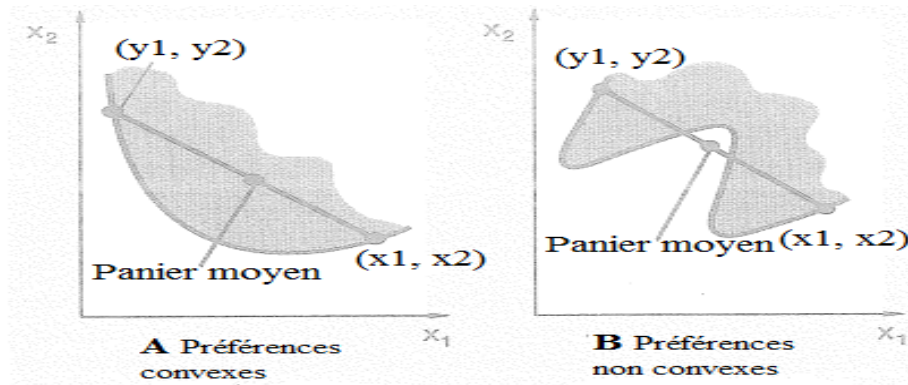 x2
(y1, y2)
Panier moyen
(x1, x2)
x1
A Préférences
convexes
x2
(y1, y2)
Panier moyen
(x1, x2)
x1
B Préférences
non convexes